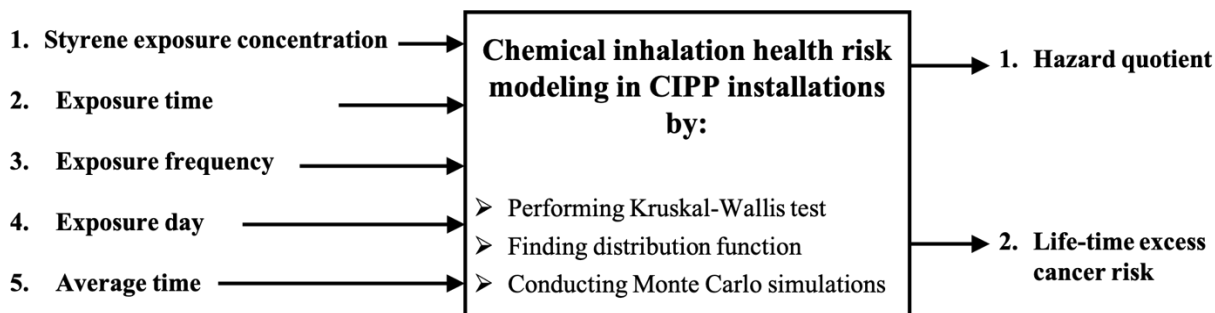 1. Styrene exposure concentration
2. Exposure time
3. Exposure frequency
4. Exposure day
5. Average time
Chemical inhalation health risk
modeling in CIPP installations
by:
➢ Performing Kruskal-Wallis test
➢ Finding distribution function
➢ Conducting Monte Carlo simulations
1. Hazard quotient
2. Life-time excess
cancer risk